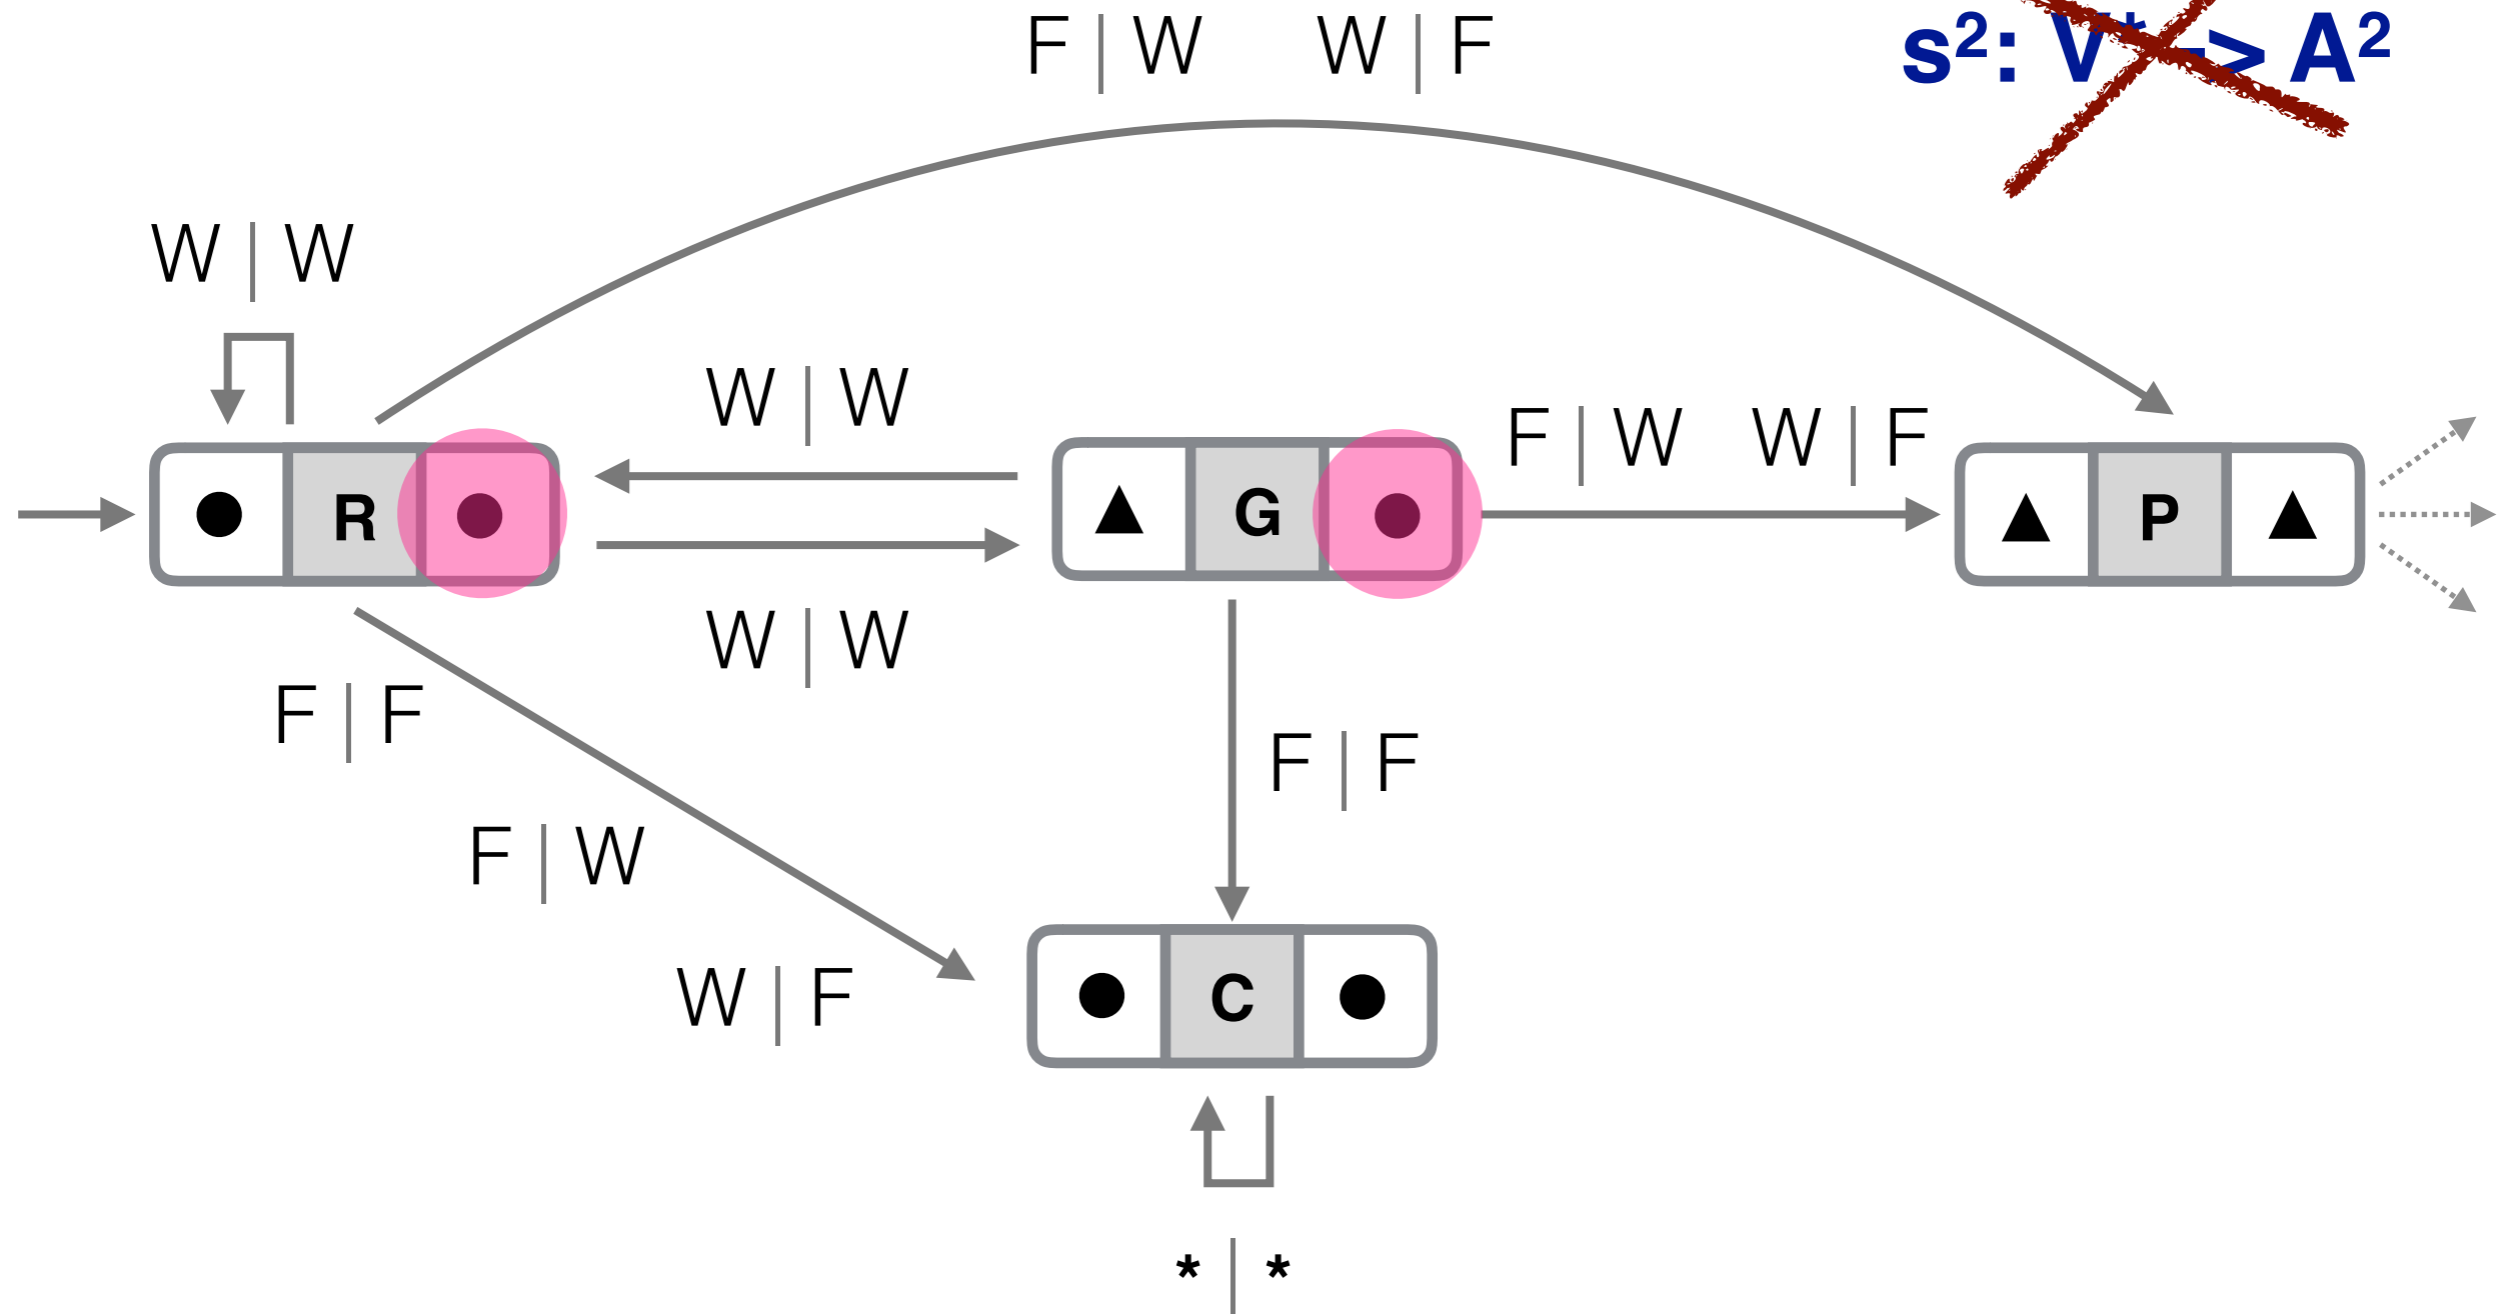 F | W W | F
s²: V* -> A²
W | W
W | W
F | W W | F
R
G
P
W | W
F | F
F | F
F | W
W | F
C
* | *